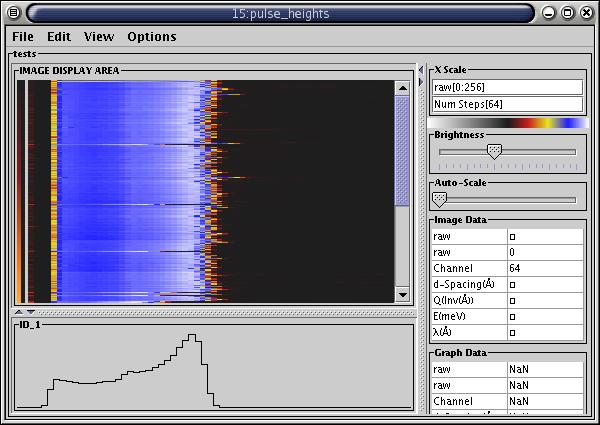 15:pulse_heights
File Edit View Options
tests
IMAGE DISPLAY AREA
X Scale
raw[0:256]
Num Steps[64]
Brightness
Auto-Scale
Image Data
raw
raw 0
Channel 64
d-Spacing(Å)
Q(Inv(Å))
E(meV)
λ(Å)
ID_1
Graph Data
raw NaN
raw NaN
Channel NaN